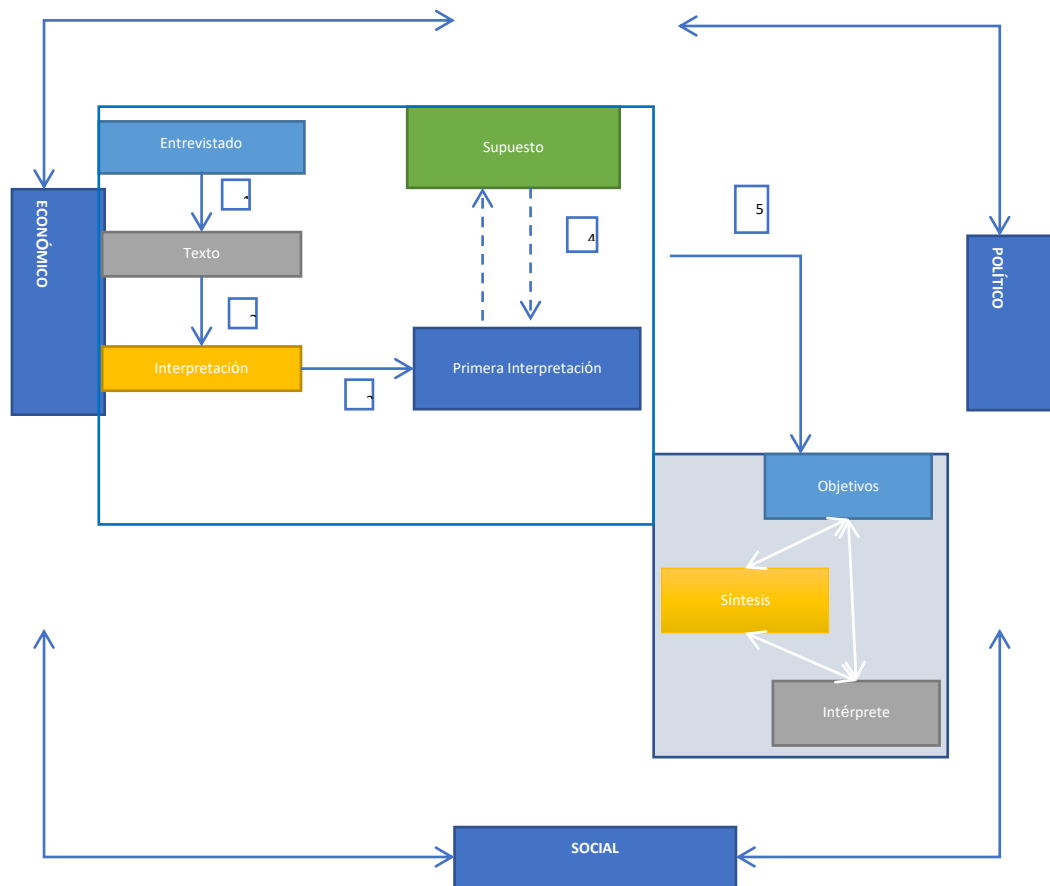 Entrevistado
Supuesto
5
ECONÓMICO
POLÍTICO
Texto
Interpretación
Primera Interpretación
Objetivos
Síntesis
Intérprete
SOCIAL